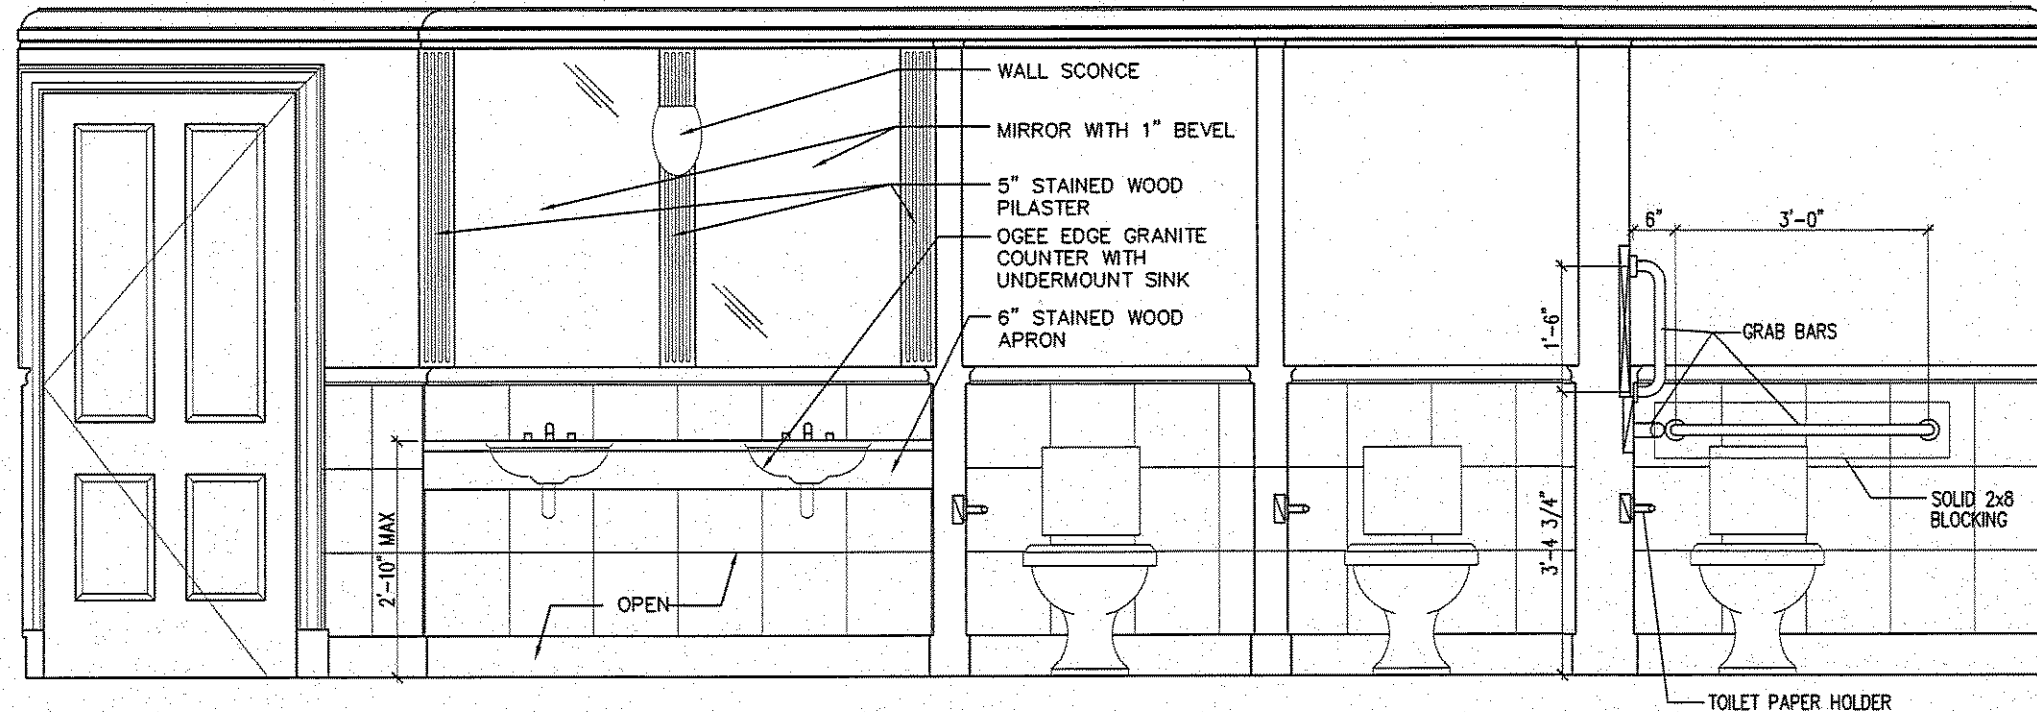 WALL SCONCE
MIRROR WITH 1" BEVEL
5" STAINED WOOD
PILASTER
OGEE EDGE GRANITE
COUNTER WITH
UNDERMOUNT SINK
6" STAINED WOOD
APRON
6"
3'-0"
1'-6"
GRAB BARS
SOLID 2x8
BLOCKING
2'-10" MAX
3'-4 3/4"
OPEN
TOILET PAPER HOLDER